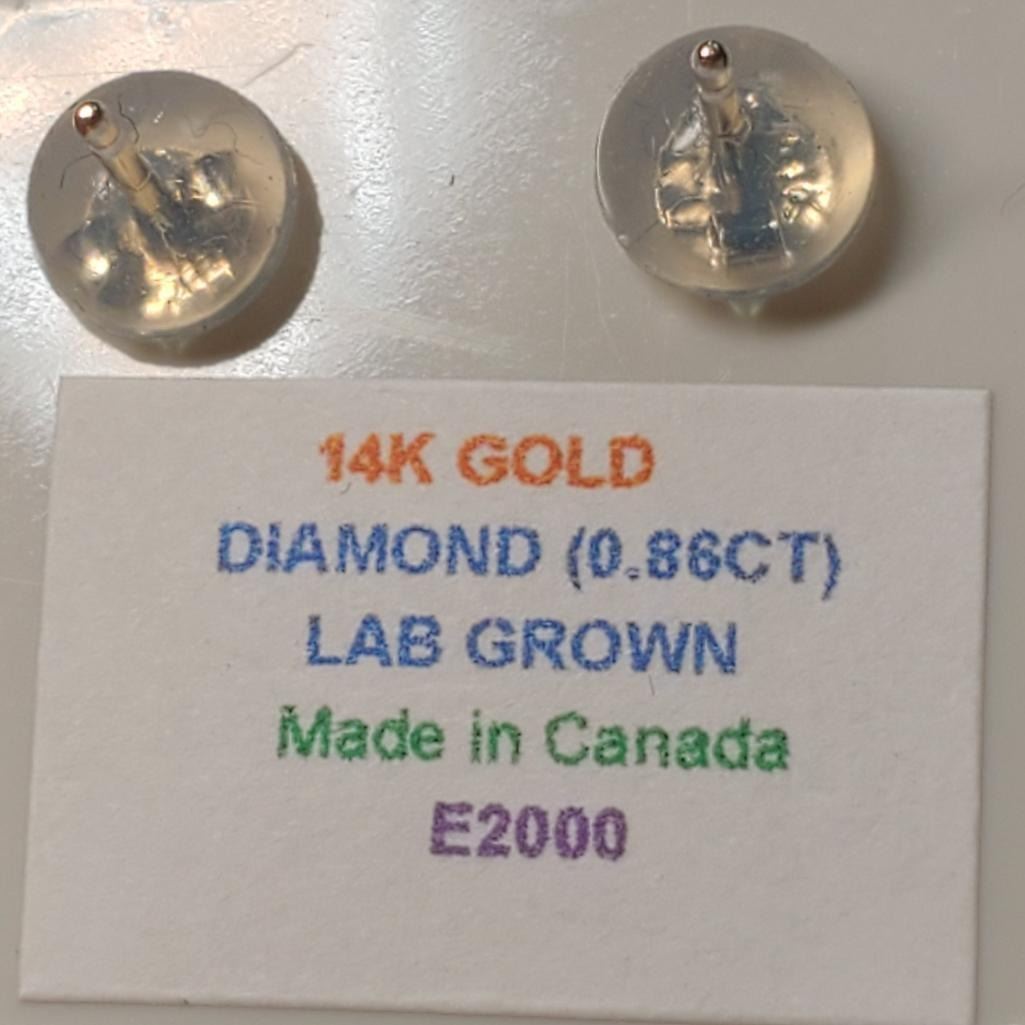 14K GOLD
DIAMOND (0.86CT)
LAB GROWN
Made in Canada
E2000